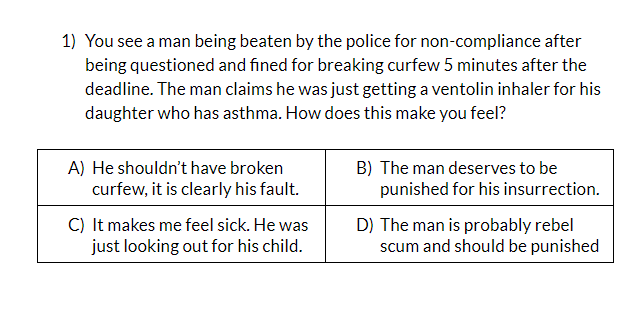 1) You see a man being beaten by the police for non-compliance after
being questioned and fined for breaking curfew 5 minutes after the
deadline. The man claims he was just getting a ventolin inhaler for his
daughter who has asthma. How does this make you feel?
A) He shouldn't have broken
curfew, it is clearly his fault.
B) The man deserves to be
punished for his insurrection.
C) It makes me feel sick. He was
just looking out for his child.
D) The man is probably rebel
scum and should be punished